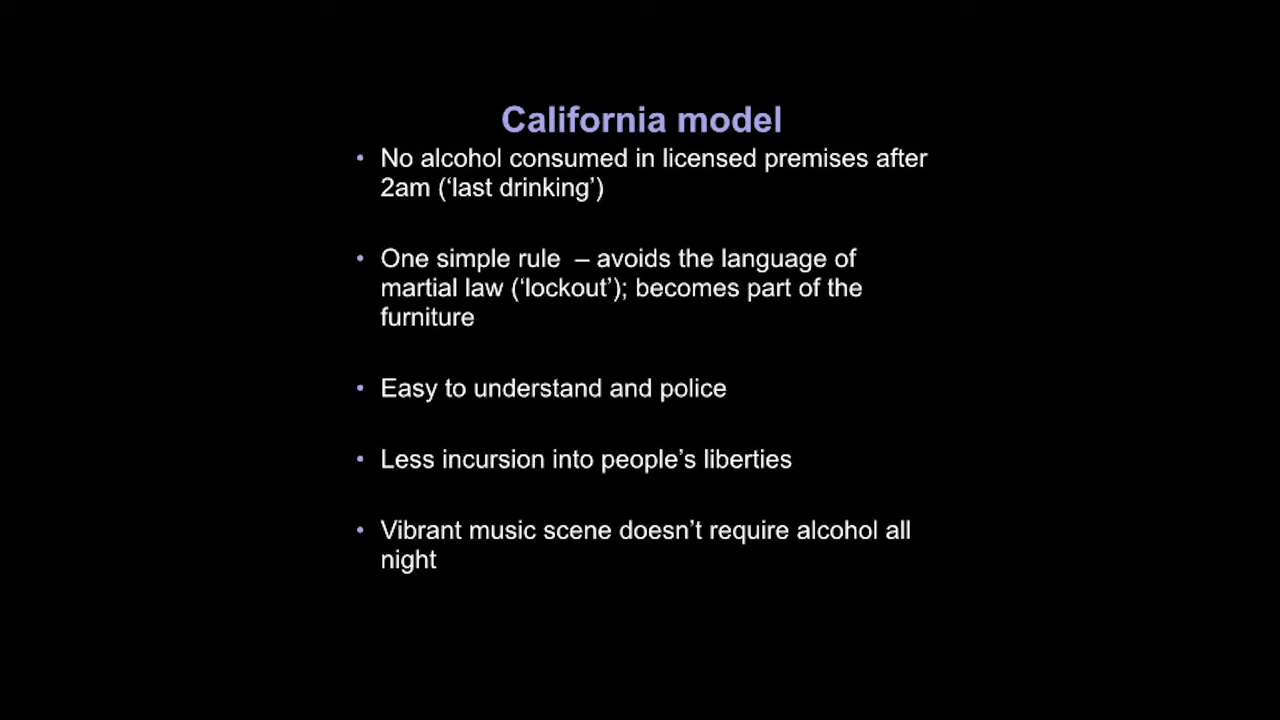 California model
• No alcohol consumed in licensed premises after
2am (‘last drinking’)
• One simple rule – avoids the language of
martial law (‘lockout’); becomes part of the
furniture
• Easy to understand and police
• Less incursion into people’s liberties
• Vibrant music scene doesn’t require alcohol all
night